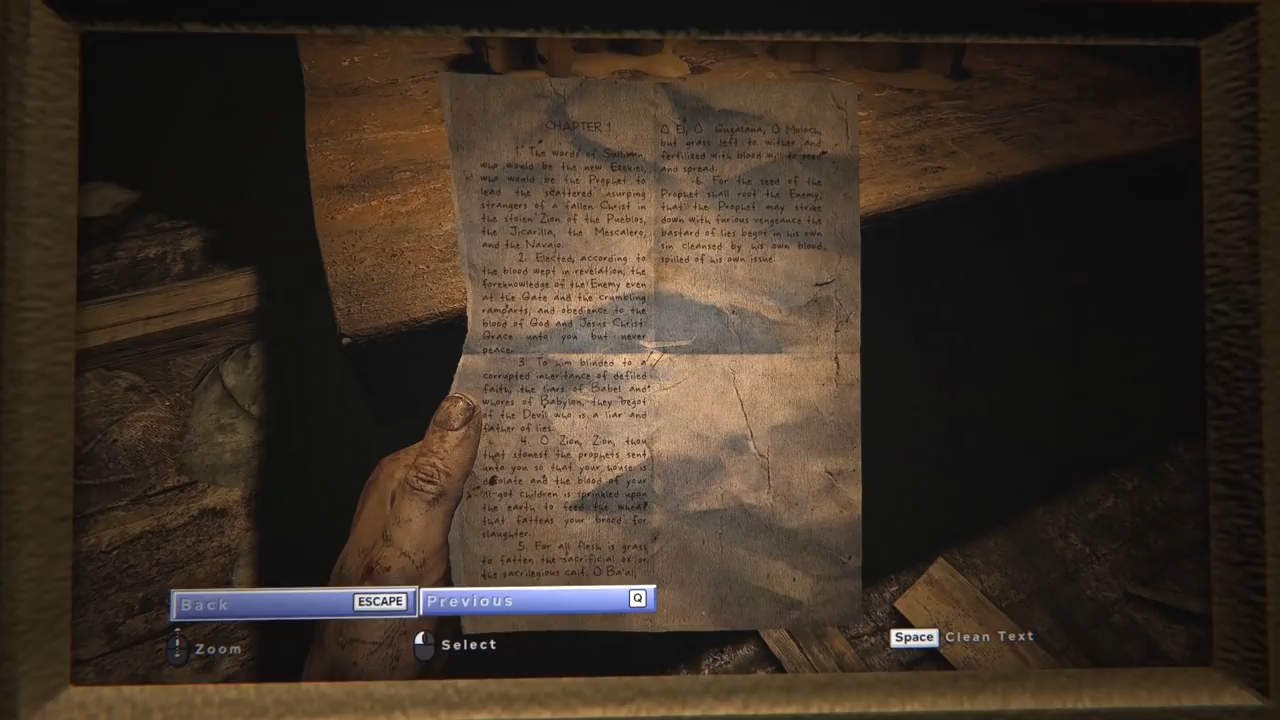 CHAPTER 1
1. The words of Sullivan,
who would be the new Ezekiel,
who would be the Prophet to
lead the scattered usurping
strangers of a fallen Christ in
the stolen Zion of the Pueblos,
the Jicarilla, the Mescalero,
and the Navajo.
2. Elected, according to
the blood wept in revelation, the
foreknowledge of the Enemy even
at the Gate and the crumbling
ramparts, and obedience to the
blood of God and Jesus Christ:
Grace unto you but never
peace.
3. To him blinded to a
corrupted inheritance of defiled
faith, the liars of Babel and
whores of Babylon, they begot
of the Devil who is a liar and
father of lies.
4. O Zion, Zion, thou
that stonest the prophets sent
unto you so that your house is
desolate and the blood of your
ill-got children is sprinkled upon
the earth to feed the wheat
that fattens your brood for
slaughter.
5. For all flesh is grass
to fatten the sacrificial ox or
the sacrilegious calf. O Ba'al,
O El, O Gugalana, O Moloch,
but grass left to wither and
fertilized with blood will to seed
and spread.
6. For the seed of the
Prophet shall root the Enemy,
that the Prophet may strike
down with furious vengeance the
bastard of lies begot in his own
sin cleansed by his own blood
spilled of his own issue.
Back ESCAPE
Previous Q
Zoom
Select
Space Clean Text